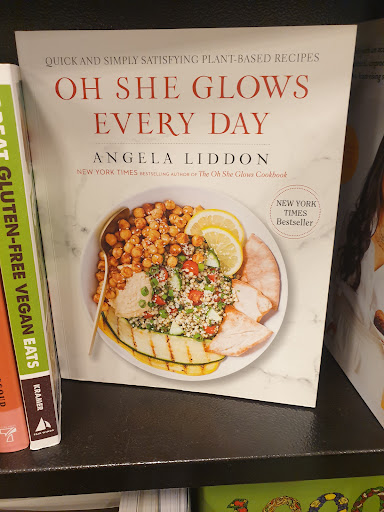 QUICK AND SIMPLY SATISFYING PLANT-BASED RECIPES
OH SHE GLOWS
EVERY DAY
ANGELA LIDDON
NEW YORK TIMES BESTSELLING AUTHOR OF The Oh She Glows Cookbook
NEW YORK
TIMES
Bestseller
GLUTEN-FREE VEGAN EATS
KRAMER